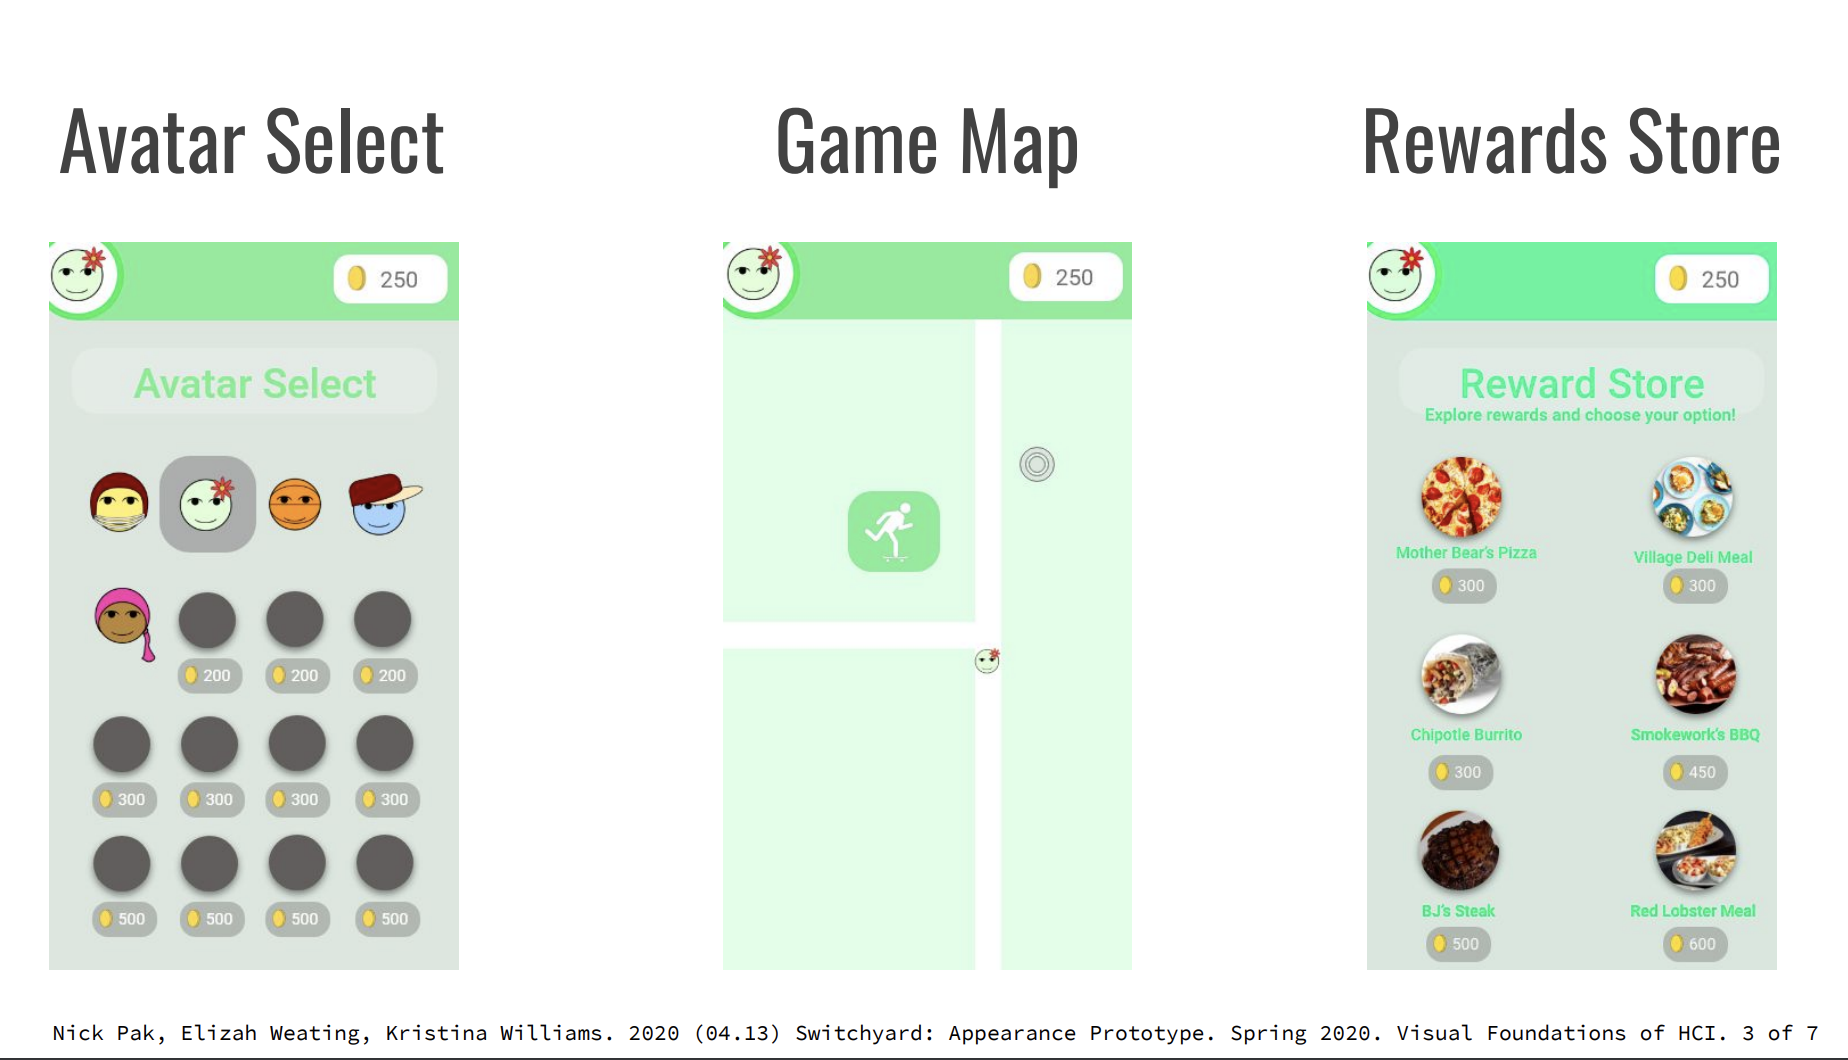 Avatar Select
Game Map
Rewards Store
250
Avatar Select
200
200
200
300
300
300
300
500
500
500
500
250
250
Reward Store
Explore rewards and choose your option!
Mother Bear's Pizza
Village Deli Meal
300
300
Chipotle Burrito
Smokework's BBQ
300
450
BJ's Steak
Red Lobster Meal
500
600
Nick Pak, Elizah Weating, Kristina Williams. 2020 (04.13) Switchyard: Appearance Prototype. Spring 2020. Visual Foundations of HCI. 3 of 7